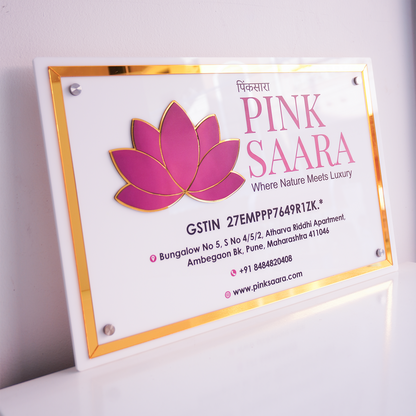 पिंकसारा
PINK
SAARA
Where Nature Meets Luxury
GSTIN 27EMPPP7649R1ZK.*
Bungalow No 5, S No 4/5/2, Atharva Riddhi Apartment,
Ambegaon Bk, Pune, Maharashtra 411046
+91 8484820408
www.pinksaara.com